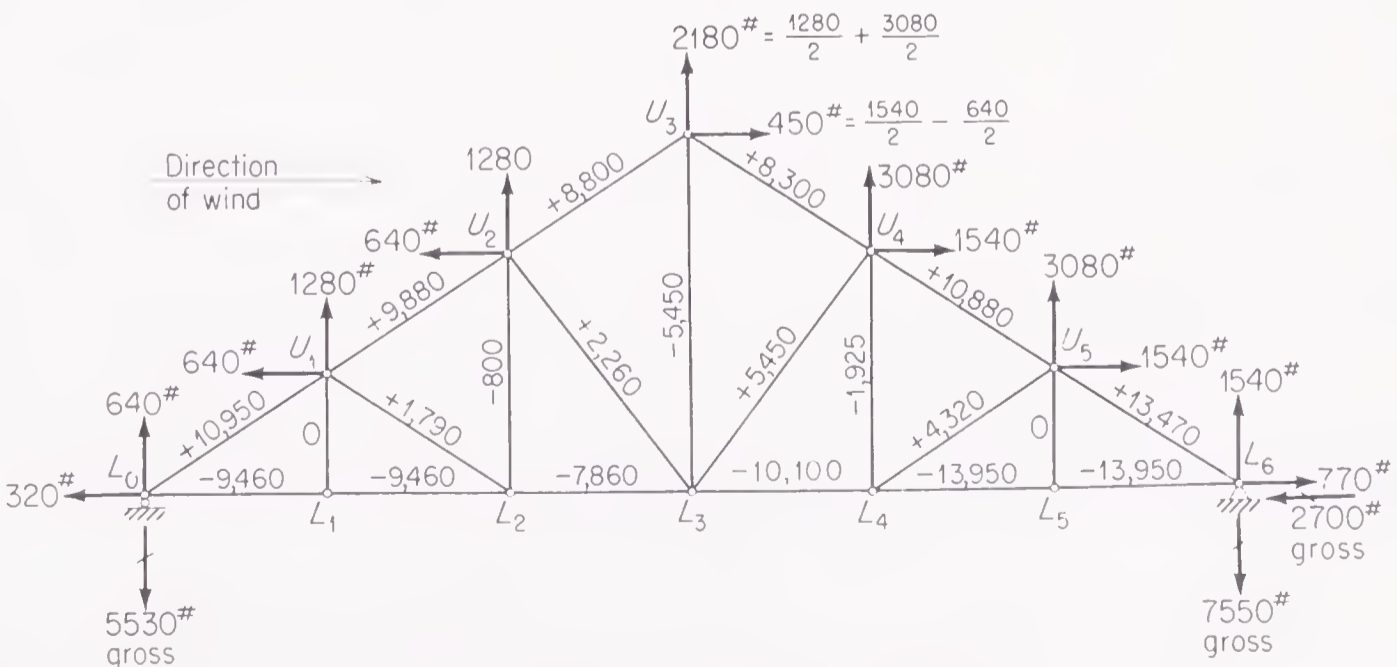 2180# = 1280/2 + 3080/2
U3
450# = 1540/2 - 640/2
Direction
of wind
1280
+8,800
+8,300
3080#
640#
U2
U4
1540#
1280#
+9,880
-800
+2,260
-5,450
+5,450
-1,925
+10,880
3080#
640#
U1
U5
1540#
640#
+10,950
0
+1,790
+4,320
0
+13,470
1540#
L0
-9,460
-9,460
-7,860
-10,100
-13,950
-13,950
L6
320#
770#
L1
L2
L3
L4
L5
2700#
gross
5530#
gross
7550#
gross